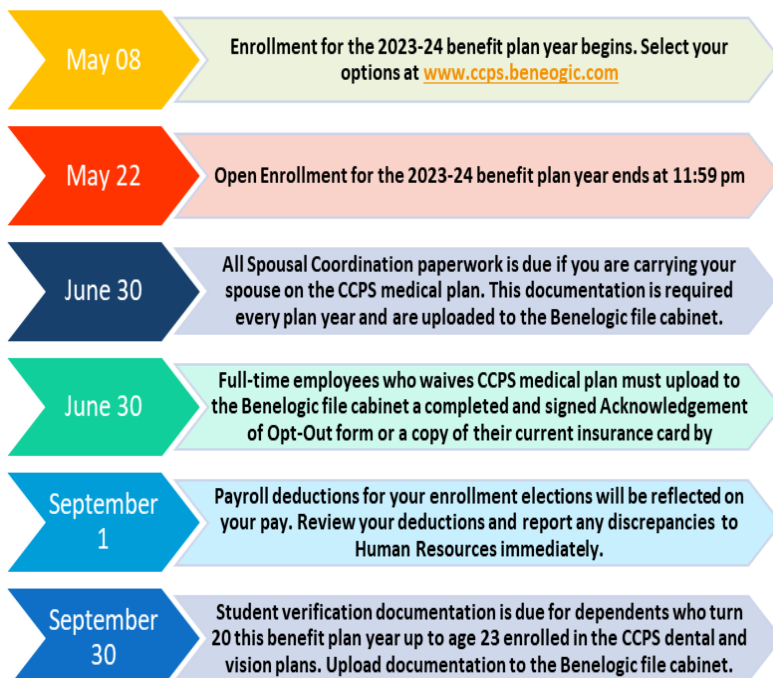 May 08
Enrollment for the 2023-24 benefit plan year begins. Select your
options at www.ccps.beneogic.com
May 22
Open Enrollment for the 2023-24 benefit plan year ends at 11:59 pm
June 30
All Spousal Coordination paperwork is due if you are carrying your
spouse on the CCPS medical plan. This documentation is required
every plan year and are uploaded to the Benelogic file cabinet.
June 30
Full-time employees who waives CCPS medical plan must upload to
the Benelogic file cabinet a completed and signed Acknowledgement
of Opt-Out form or a copy of their current insurance card by
September
1
Payroll deductions for your enrollment elections will be reflected on
your pay. Review your deductions and report any discrepancies to
Human Resources immediately.
September
30
Student verification documentation is due for dependents who turn
20 this benefit plan year up to age 23 enrolled in the CCPS dental and
vision plans. Upload documentation to the Benelogic file cabinet.